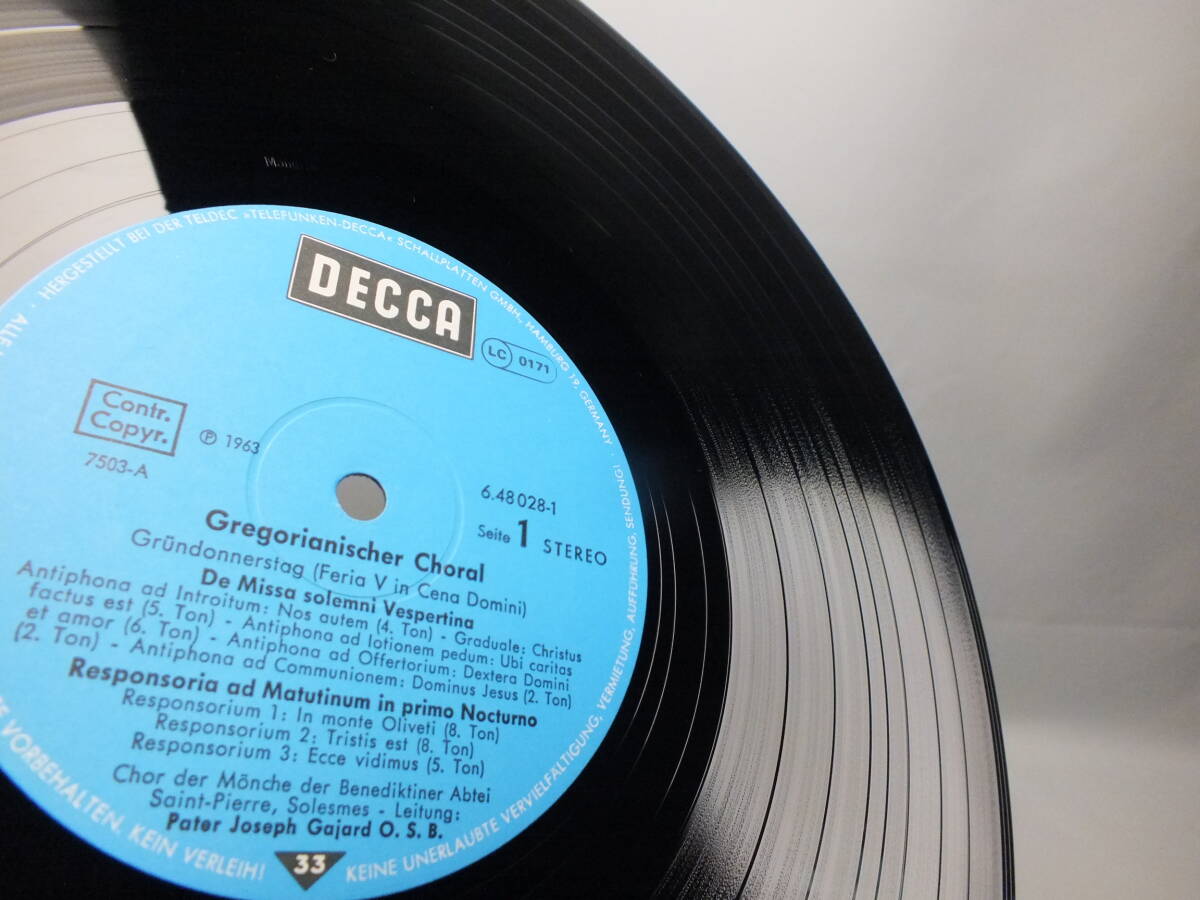 HERGESTELLT BEI DER TELDEC »TELEFUNKEN-DECCA« SCHALLPLATTEN GMBH, HAMBURG 19, GERMANY ·
DECCA
LC 0171
Contr.
Copyr.
7503-A
℗ 1963
6.48028-1
Seite 1 STEREO
Gregorianischer Choral
Gründonnerstag (Feria V in Cena Domini)
De Missa solemni Vespertina
Antiphona ad Introitum: Nos autem (4. Ton) - Graduale: Christus
factus est (5. Ton) - Antiphona ad lotionem pedum: Ubi caritas
et amor (6. Ton) - Antiphona ad Offertorium: Dextera Domini
(2. Ton) - Antiphona ad Communionem: Dominus Jesus (2. Ton)
Responsoria ad Matutinum in primo Nocturno
Responsorium 1: In monte Oliveti (8. Ton)
Responsorium 2: Tristis est (8. Ton)
Responsorium 3: Ecce vidimus (5. Ton)
Chor der Mönche der Benediktiner Abtei
Saint-Pierre, Solesmes - Leitung:
Pater Joseph Gajard O. S. B.
33
ALLE
VORBEHALTEN. KEIN VERLEIH!
KEINE UNERLAUBTE VERVIELFÄLTIGUNG, VERMIETUNG, AUFFÜHRUNG, SENDUNG!